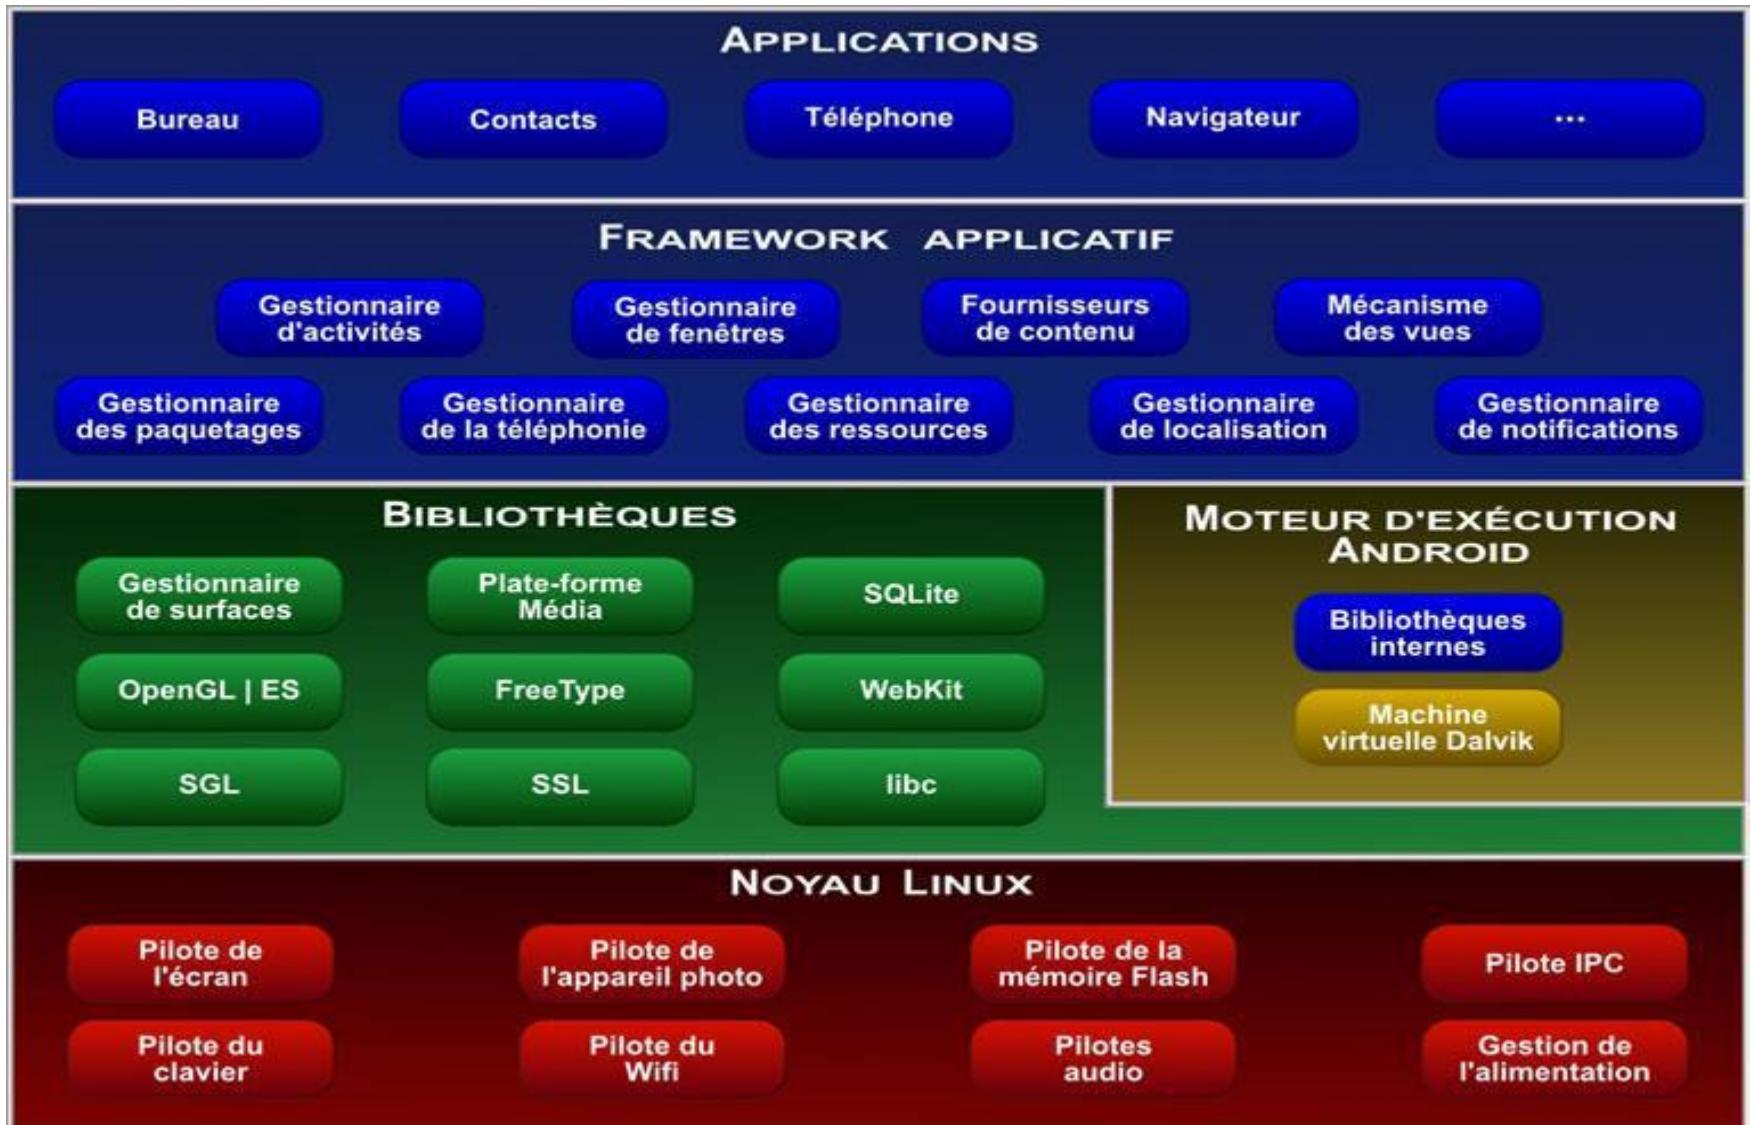 APPLICATIONS
Bureau
Contacts
Téléphone
Navigateur
...
FRAMEWORK APPLICATIF
Gestionnaire
d'activités
Gestionnaire
de fenêtres
Fournisseurs
de contenu
Mécanisme
des vues
Gestionnaire
des paquetages
Gestionnaire
de la téléphonie
Gestionnaire
des ressources
Gestionnaire
de localisation
Gestionnaire
de notifications
BIBLIOTHÈQUES
Gestionnaire
de surfaces
Plate-forme
Média
SQLite
OpenGL | ES
FreeType
WebKit
SGL
SSL
libc
MOTEUR D'EXÉCUTION
ANDROID
Bibliothèques
internes
Machine
virtuelle Dalvik
NOYAU LINUX
Pilote de
l'écran
Pilote de
l'appareil photo
Pilote de la
mémoire Flash
Pilote IPC
Pilote du
clavier
Pilote du
Wifi
Pilotes
audio
Gestion de
l'alimentation